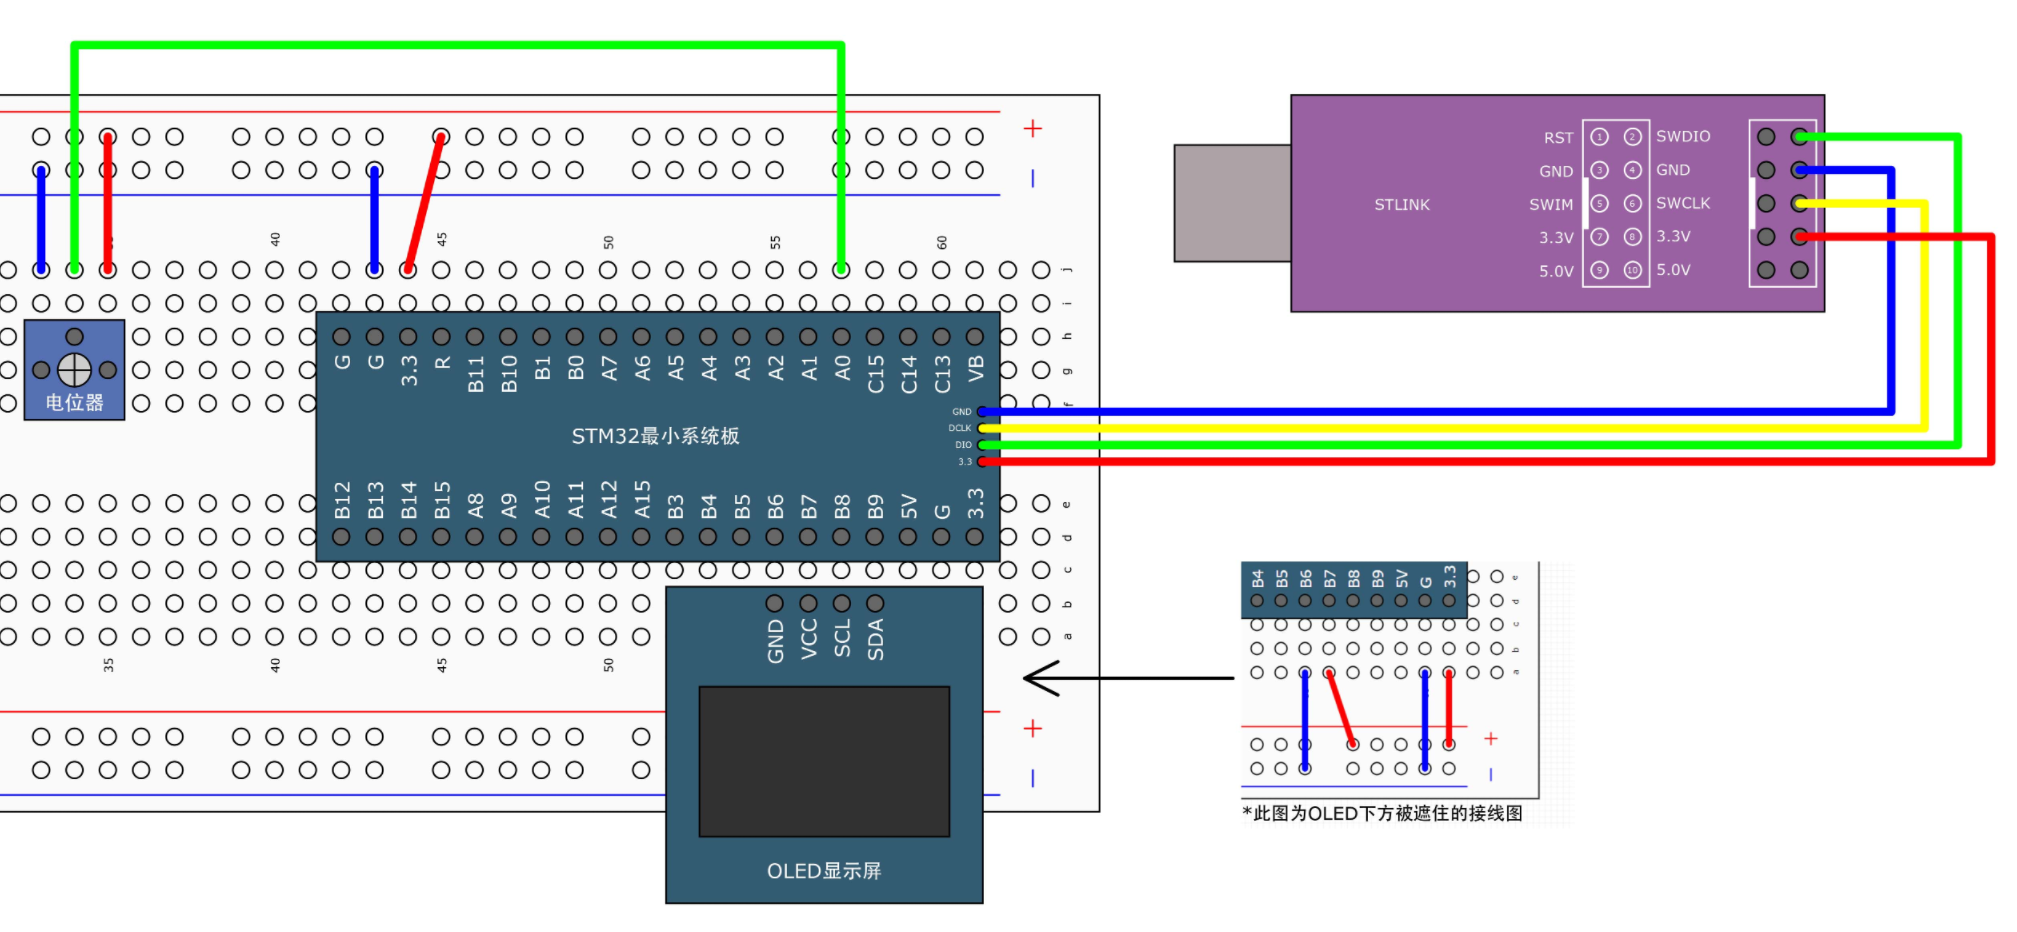 +
—
40
45
50
55
60
j
i
h
g
f
电位器
G
G
3.3
R
B11
B10
B1
B0
A7
A6
A5
A4
A3
A2
A1
A0
C15
C14
C13
VB
GND
DCLK
DIO
3.3
STM32最小系统板
B12
B13
B14
B15
A8
A9
A10
A11
A12
A15
B3
B4
B5
B6
B7
B8
B9
5V
G
3.3
e
d
c
b
a
35
40
45
50
GND
VCC
SCL
SDA
OLED显示屏
+
—
STLINK
RST 1 2 SWDIO
GND 3 4 GND
SWIM 5 6 SWCLK
3.3V 7 8 3.3V
5.0V 9 10 5.0V
B4
B5
B6
B7
B8
B9
5V
G
3.3
e
d
c
b
a
+
—
*此图为OLED下方被遮住的接线图